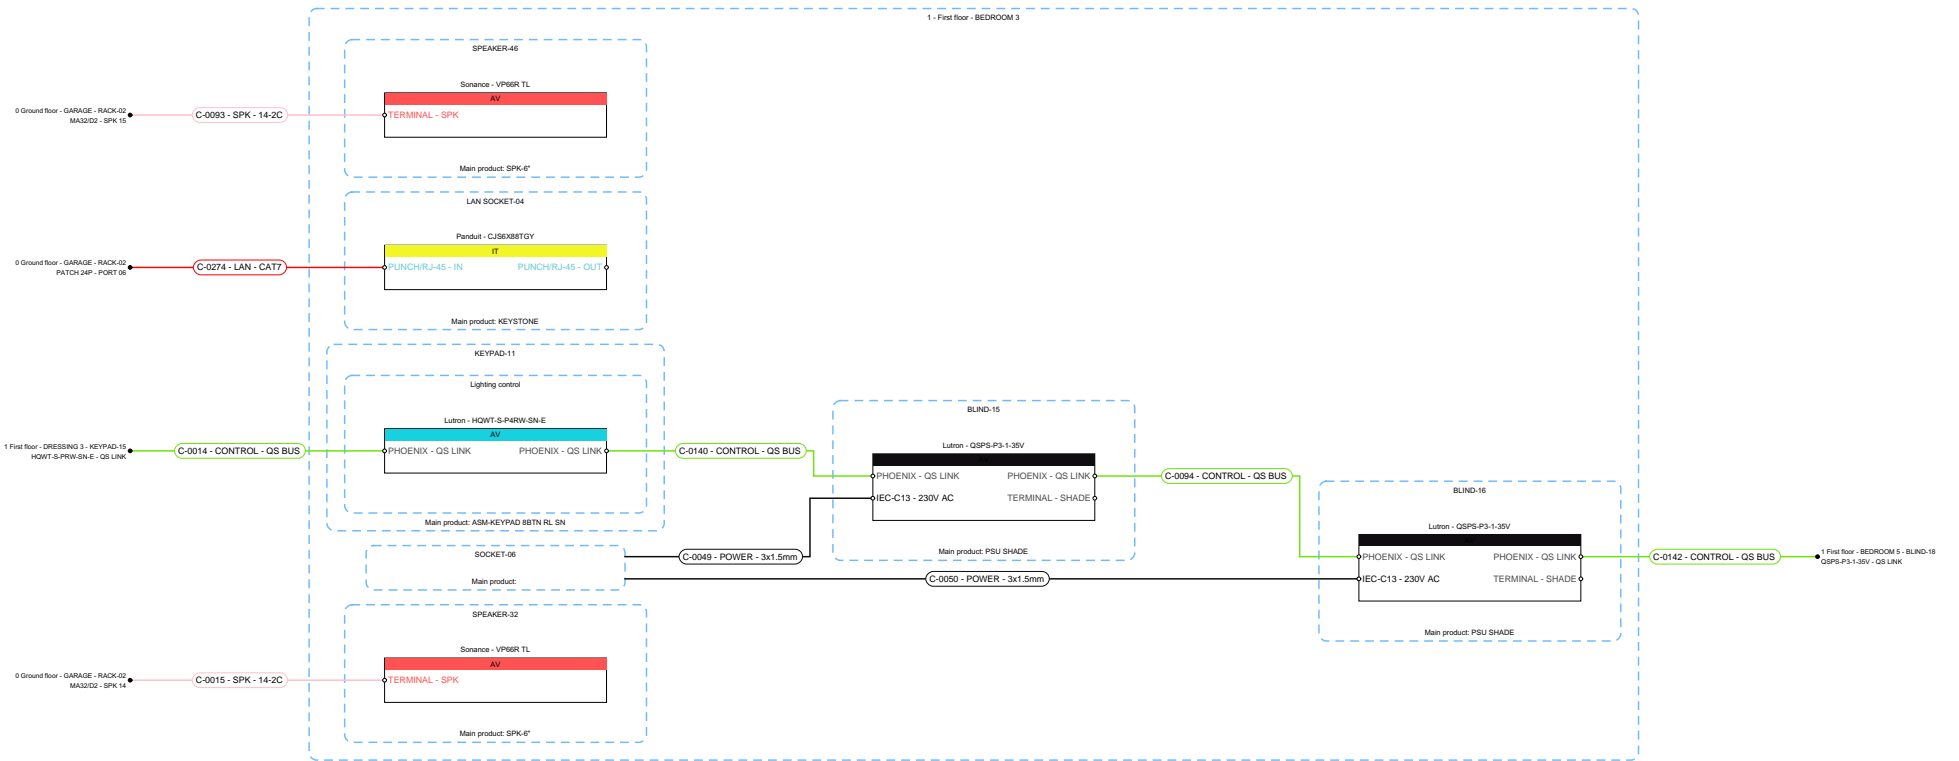 1 - First floor - BEDROOM 3
SPEAKER-46
Sonance - VP66R TL
AV
0 Ground floor - GARAGE - RACK-02
MA32/D2 - SPK 15
C-0093 - SPK - 14-2C
TERMINAL - SPK
Main product: SPK-6"
LAN SOCKET-04
Panduit - CJS6X88TGY
IT
0 Ground floor - GARAGE - RACK-02
PATCH 24P - PORT 06
C-0274 - LAN - CAT7
PUNCH/RJ-45 - IN
PUNCH/RJ-45 - OUT
Main product: KEYSTONE
KEYPAD-11
Lighting control
Lutron - HQWT-S-P4RW-SN-E
AV
1 First floor - DRESSING 3 - KEYPAD-15
HQWT-S-PRW-SN-E - QS LINK
C-0014 - CONTROL - QS BUS
PHOENIX - QS LINK
PHOENIX - QS LINK
C-0140 - CONTROL - QS BUS
Main product: ASM-KEYPAD 8BTN RL SN
BLIND-15
Lutron - QSPS-P3-1-35V
PHOENIX - QS LINK
PHOENIX - QS LINK
IEC-C13 - 230V AC
TERMINAL - SHADE
Main product: PSU SHADE
C-0094 - CONTROL - QS BUS
BLIND-16
Lutron - QSPS-P3-1-35V
PHOENIX - QS LINK
PHOENIX - QS LINK
IEC-C13 - 230V AC
TERMINAL - SHADE
Main product: PSU SHADE
C-0142 - CONTROL - QS BUS
1 First floor - BEDROOM 5 - BLIND-18
QSPS-P3-1-35V - QS LINK
SOCKET-06
Main product:
C-0049 - POWER - 3x1.5mm
C-0050 - POWER - 3x1.5mm
SPEAKER-32
Sonance - VP66R TL
AV
0 Ground floor - GARAGE - RACK-02
MA32/D2 - SPK 14
C-0015 - SPK - 14-2C
TERMINAL - SPK
Main product: SPK-6"